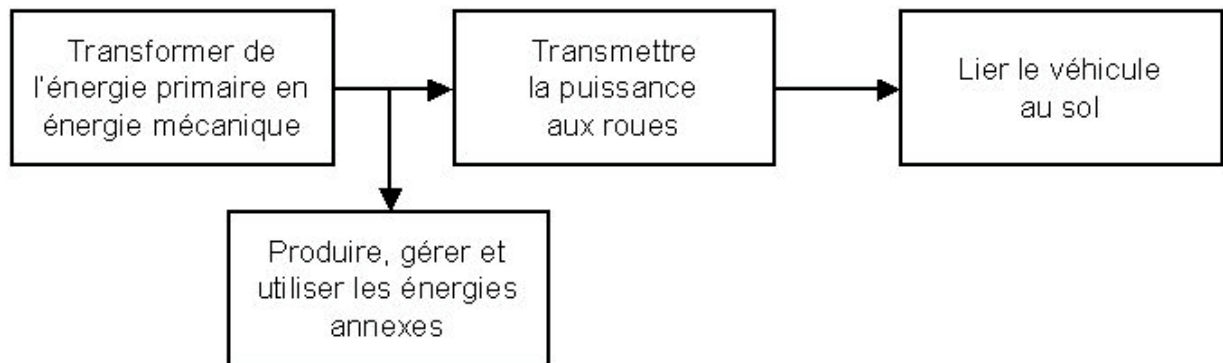 Transformer de
l'énergie primaire en
énergie mécanique
Transmettre
la puissance
aux roues
Lier le véhicule
au sol
Produire, gérer et
utiliser les énergies
annexes